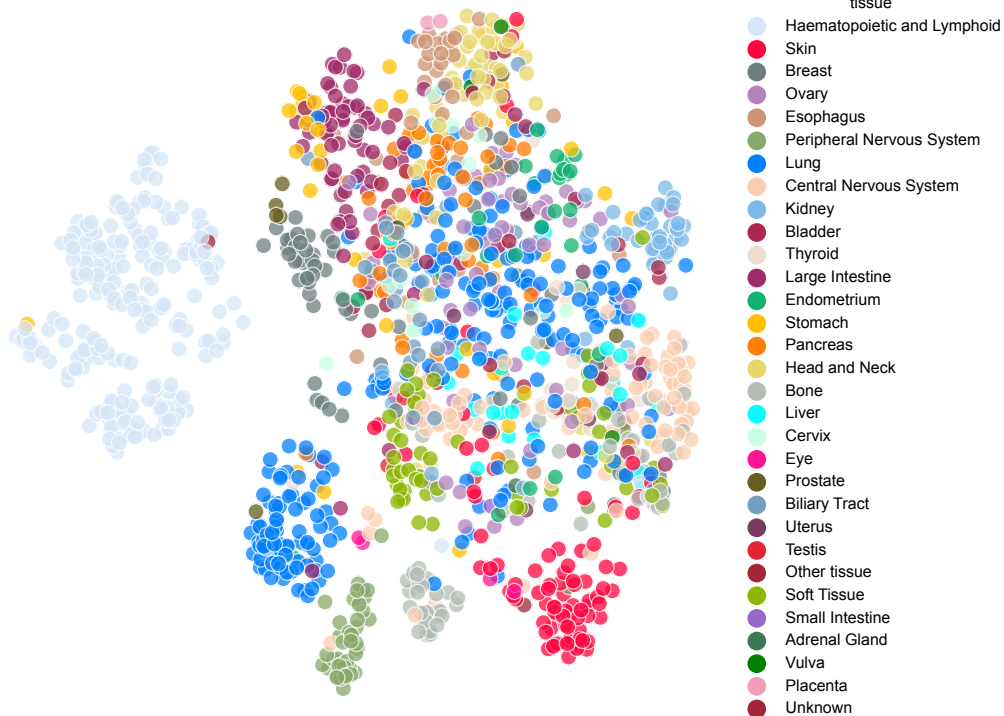 tissue
Haematopoietic and Lymphoid
Skin
Breast
Ovary
Esophagus
Peripheral Nervous System
Lung
Central Nervous System
Kidney
Bladder
Thyroid
Large Intestine
Endometrium
Stomach
Pancreas
Head and Neck
Bone
Liver
Cervix
Eye
Prostate
Biliary Tract
Uterus
Testis
Other tissue
Soft Tissue
Small Intestine
Adrenal Gland
Vulva
Placenta
Unknown